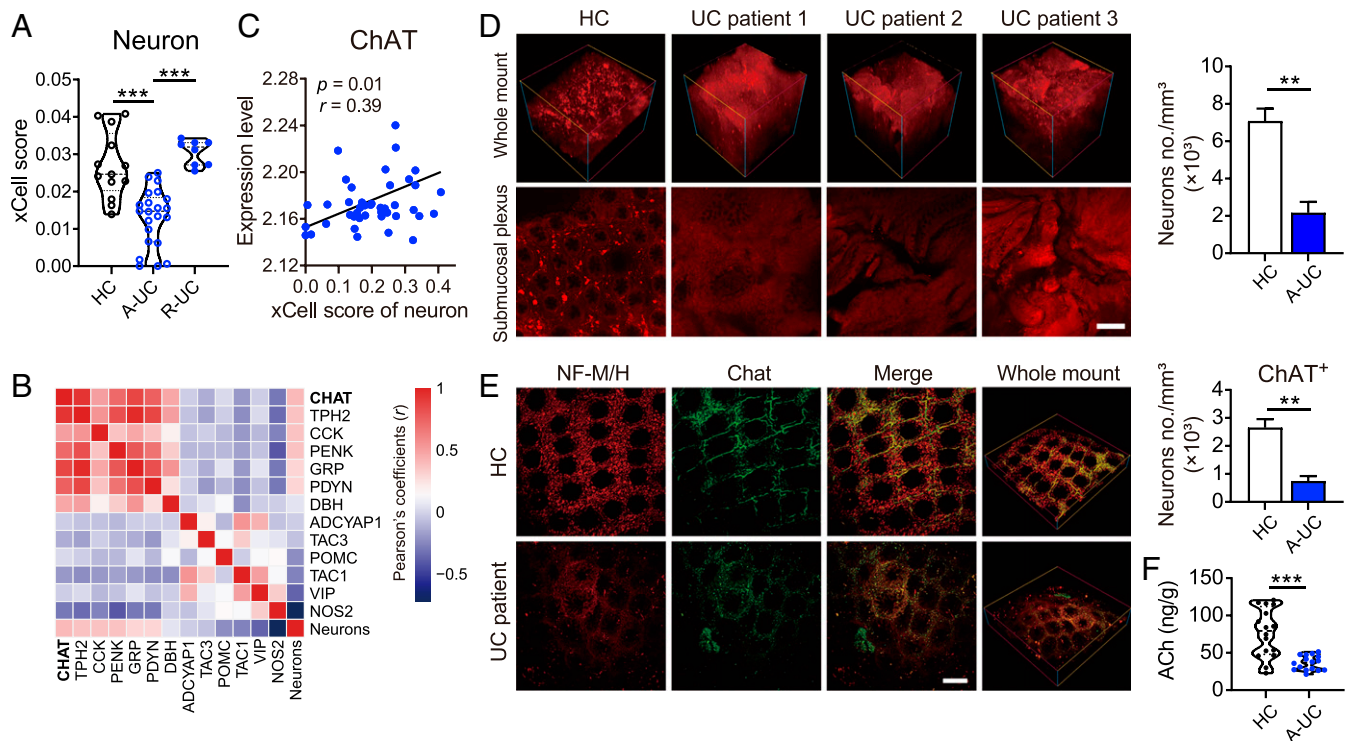 A
Neuron
xCell score
0.05
0.04
0.03
0.02
0.01
0.00
***
***
HC
A-UC
R-UC
C
ChAT
p = 0.01
r = 0.39
Expression level
2.28
2.24
2.20
2.16
2.12
0.0 0.1 0.2 0.3 0.4
xCell score of neuron
D
HC
UC patient 1
UC patient 2
UC patient 3
Whole mount
Submucosal plexus
Neurons no./mm³
(×10³)
10
8
6
4
2
0
**
HC
A-UC
B
CHAT
TPH2
CCK
PENK
GRP
PDYN
DBH
ADCYAP1
TAC3
POMC
TAC1
VIP
NOS2
Neurons
CHAT
TPH2
CCK
PENK
GRP
PDYN
DBH
ADCYAP1
TAC3
POMC
TAC1
VIP
NOS2
Neurons
1
0.5
0
−0.5
Pearson's coefficients (r)
E
NF-M/H
Chat
Merge
Whole mount
HC
UC patient
ChAT⁺
Neurons no./mm³
(×10³)
4
3
2
1
0
**
HC
A-UC
F
ACh (ng/g)
150
100
50
0
***
HC
A-UC